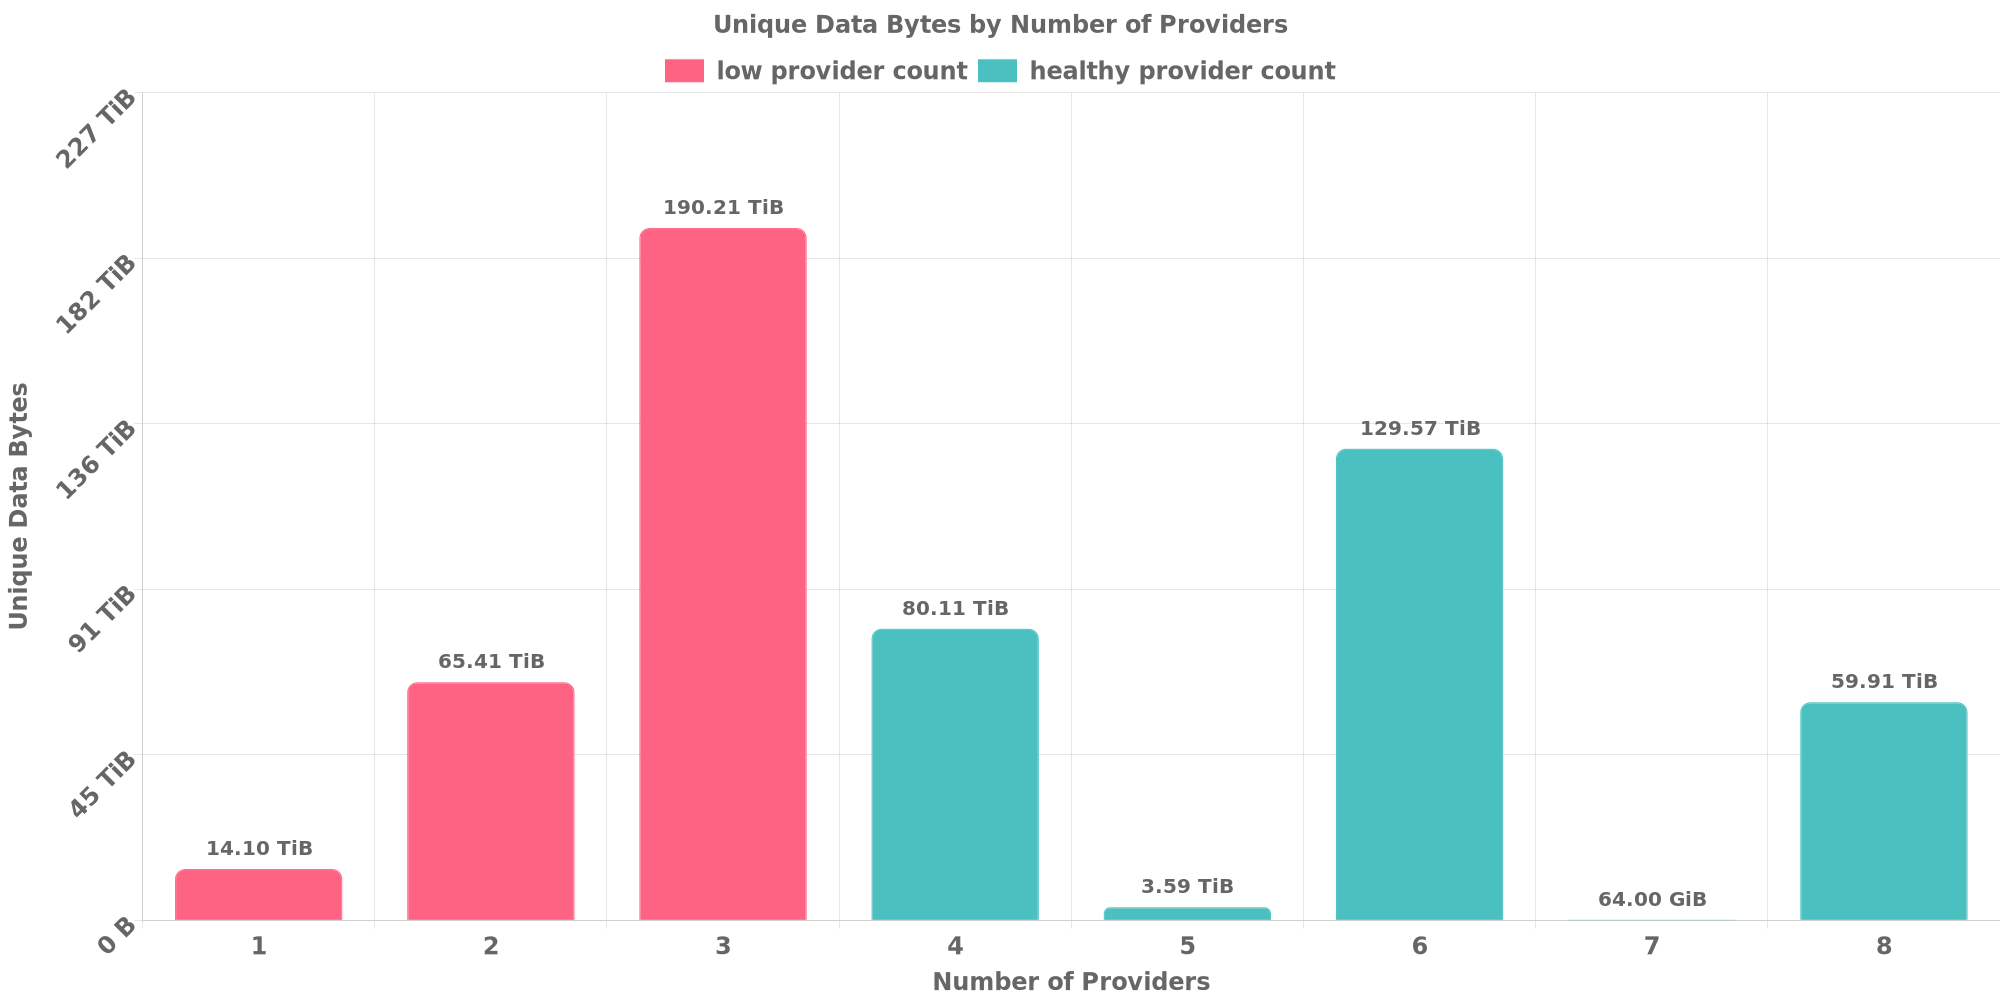 Unique Data Bytes by Number of Providers
low provider count healthy provider count
227 TiB
182 TiB
136 TiB
91 TiB
45 TiB
0 B
Unique Data Bytes
14.10 TiB
65.41 TiB
190.21 TiB
80.11 TiB
3.59 TiB
129.57 TiB
64.00 GiB
59.91 TiB
1 2 3 4 5 6 7 8
Number of Providers